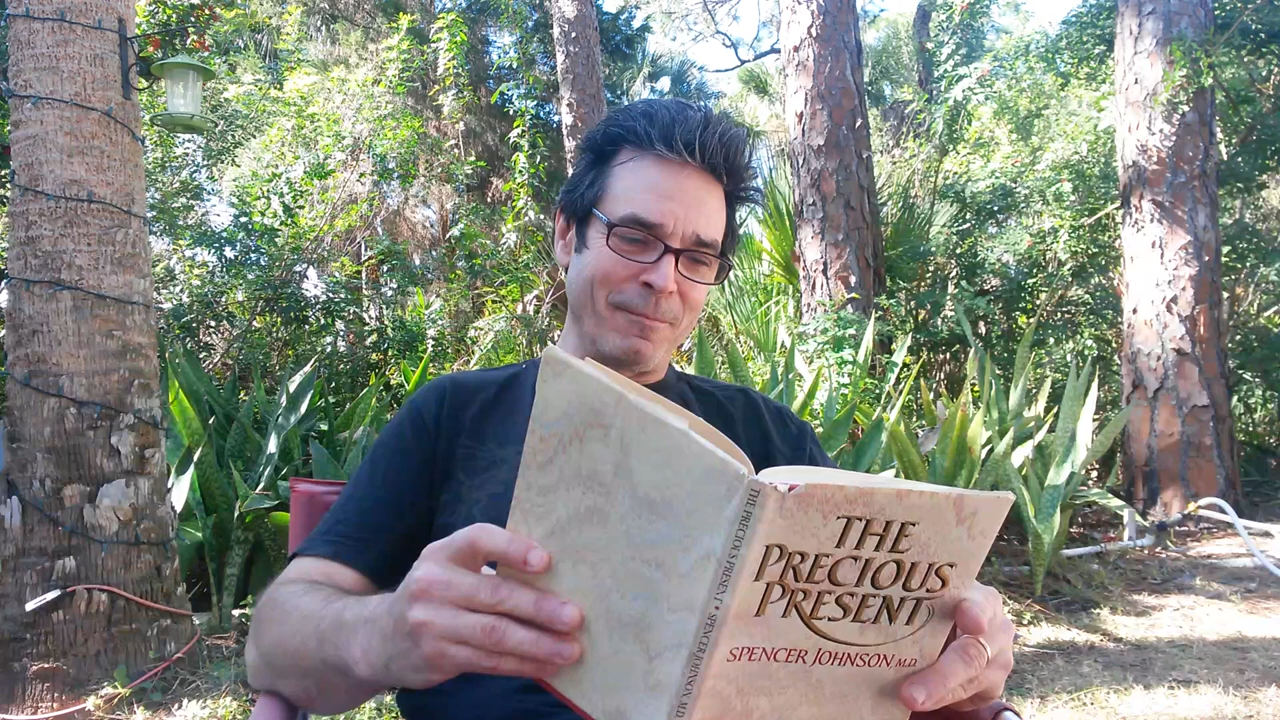 THE
PRECIOUS
PRESENT
SPENCER JOHNSON, M.D.
THE PRECIOUS PRESENT • SPENCER JOHNSON, M.D.